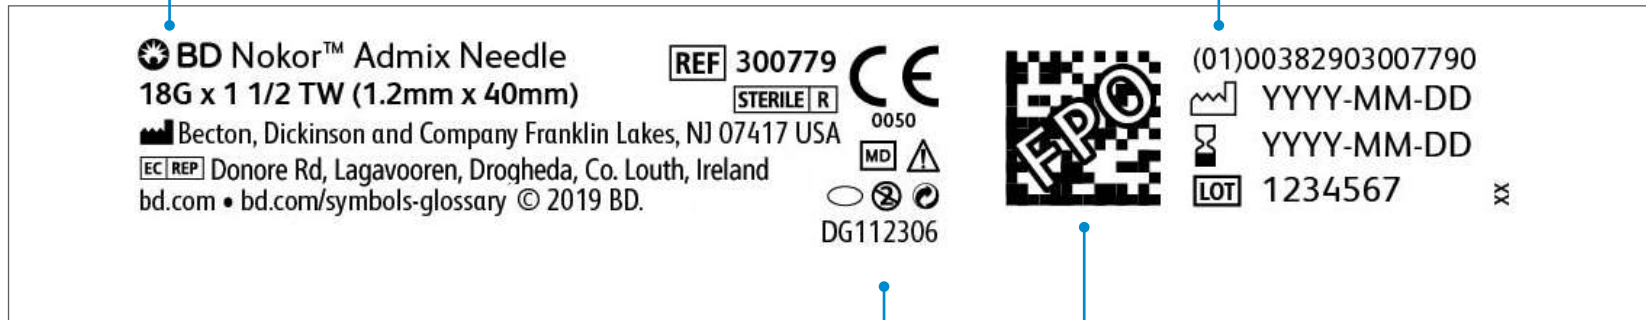 BD Nokor™ Admix Needle
18G x 1 1/2 TW (1.2mm x 40mm)
Becton, Dickinson and Company Franklin Lakes, NJ 07417 USA
EC REP Donore Rd, Lagavooren, Drogheda, Co. Louth, Ireland
bd.com • bd.com/symbols-glossary © 2019 BD.
REF 300779
STERILE R
CE
0050
MD
2
DG112306
FPO
(01)00382903007790
YYYY-MM-DD
YYYY-MM-DD
LOT 1234567
XX